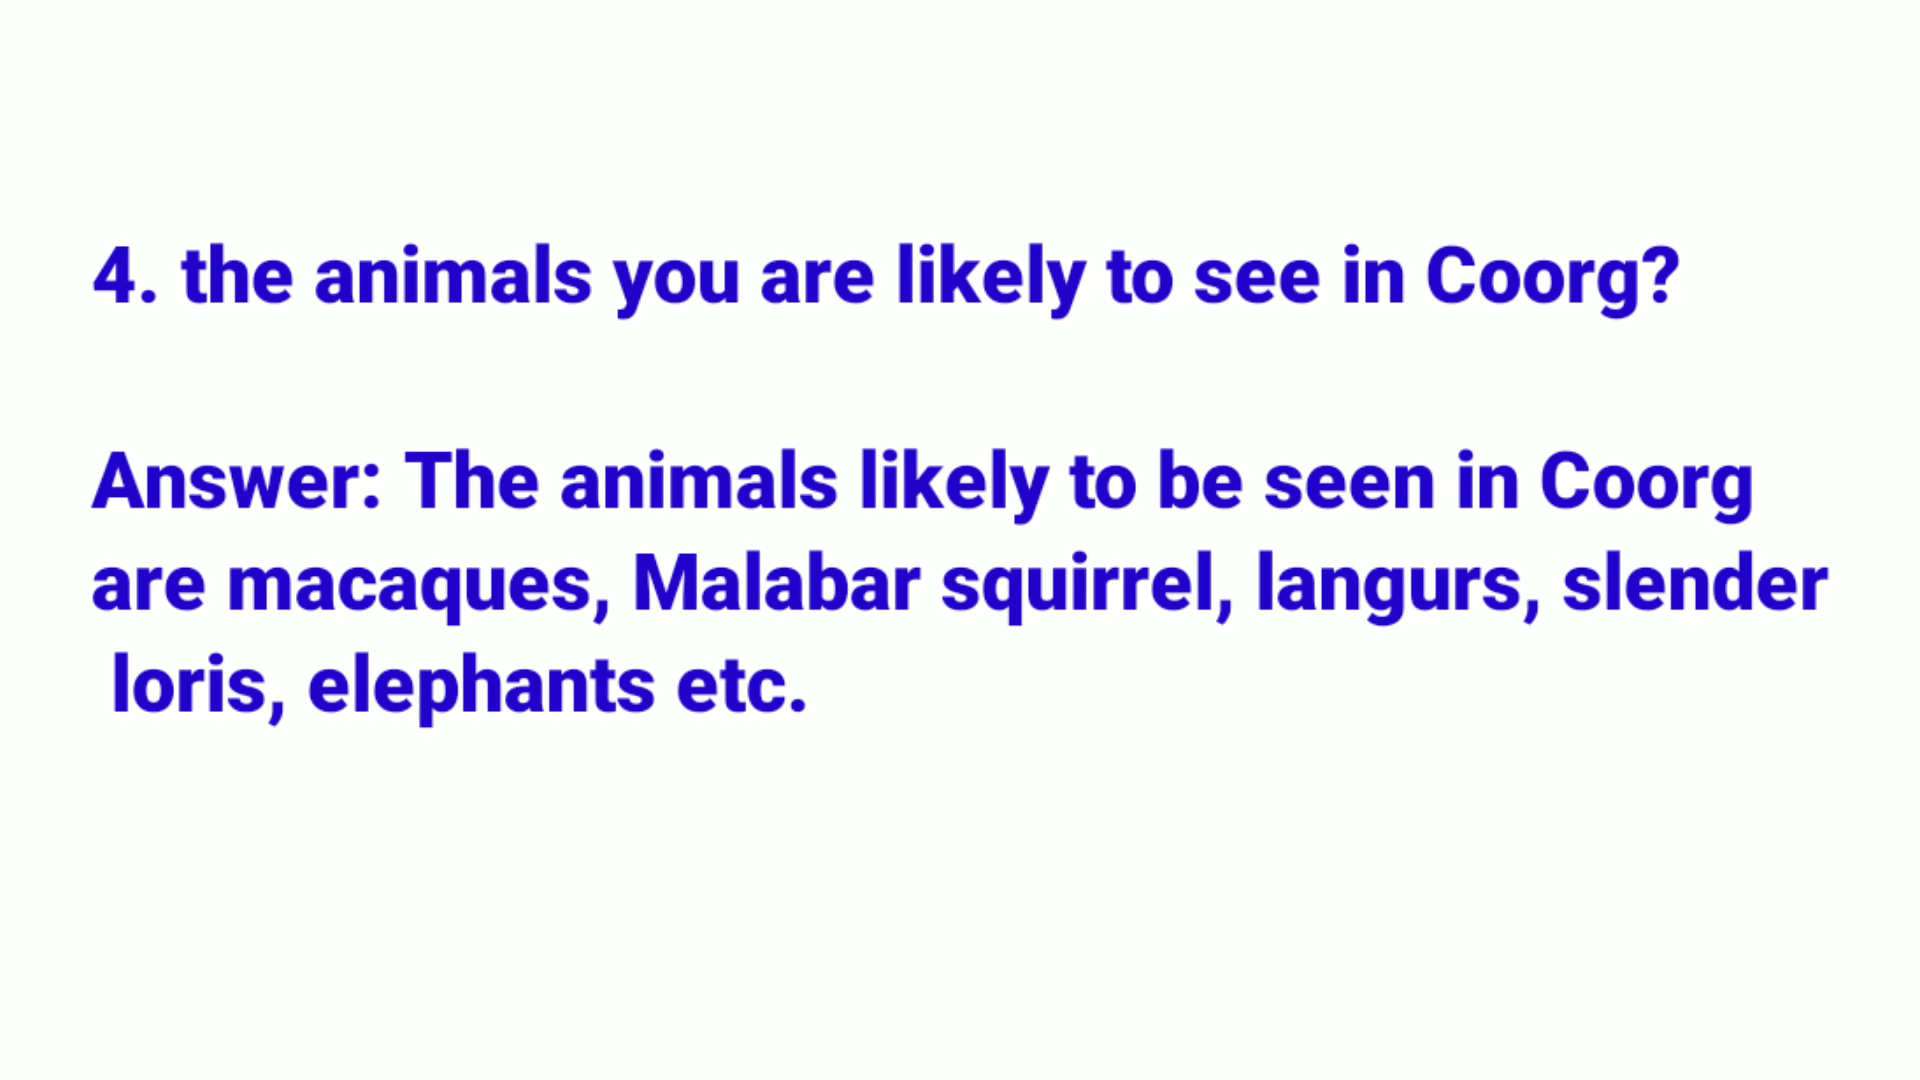 4. the animals you are likely to see in Coorg?
Answer: The animals likely to be seen in Coorg
are macaques, Malabar squirrel, langurs, slender
loris, elephants etc.